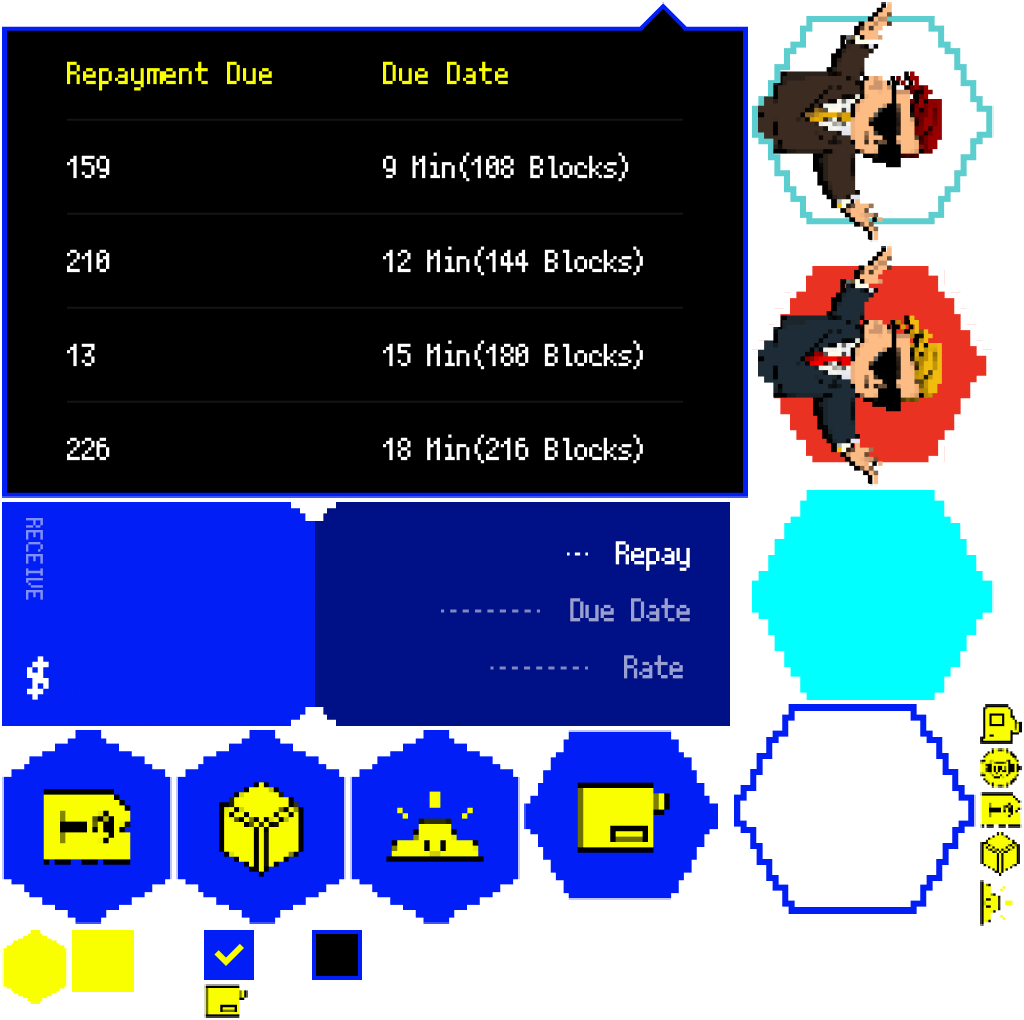 Repayment Due Due Date
159 9 Min(108 Blocks)
210 12 Min(144 Blocks)
13 15 Min(180 Blocks)
226 18 Min(216 Blocks)
RECEIVE
$
--- Repay
---------- Due Date
---------- Rate